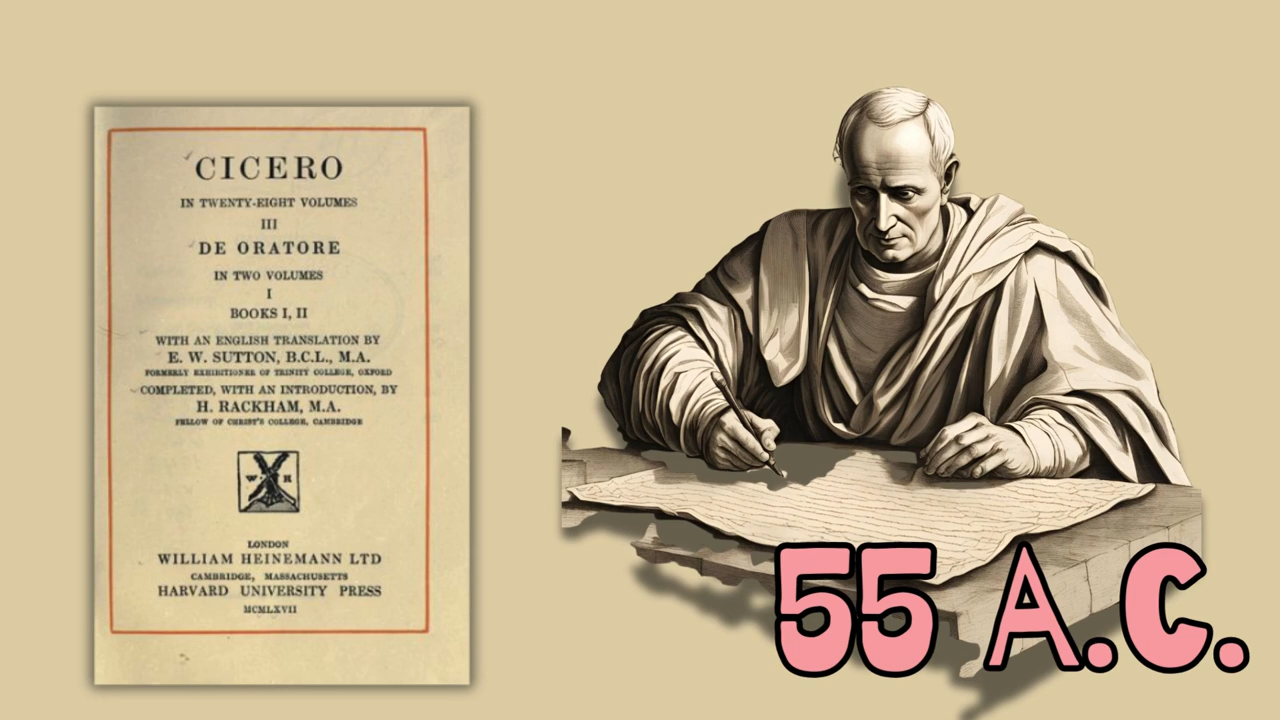 CICERO
IN TWENTY-EIGHT VOLUMES
III
DE ORATORE
IN TWO VOLUMES
I
BOOKS I, II
WITH AN ENGLISH TRANSLATION BY
E. W. SUTTON, B.C.L., M.A.
FORMERLY EXHIBITIONER OF TRINITY COLLEGE, OXFORD
COMPLETED, WITH AN INTRODUCTION, BY
H. RACKHAM, M.A.
FELLOW OF CHRIST'S COLLEGE, CAMBRIDGE
W H
LONDON
WILLIAM HEINEMANN LTD
CAMBRIDGE, MASSACHUSETTS
HARVARD UNIVERSITY PRESS
MCMLXVII
55 A.C.